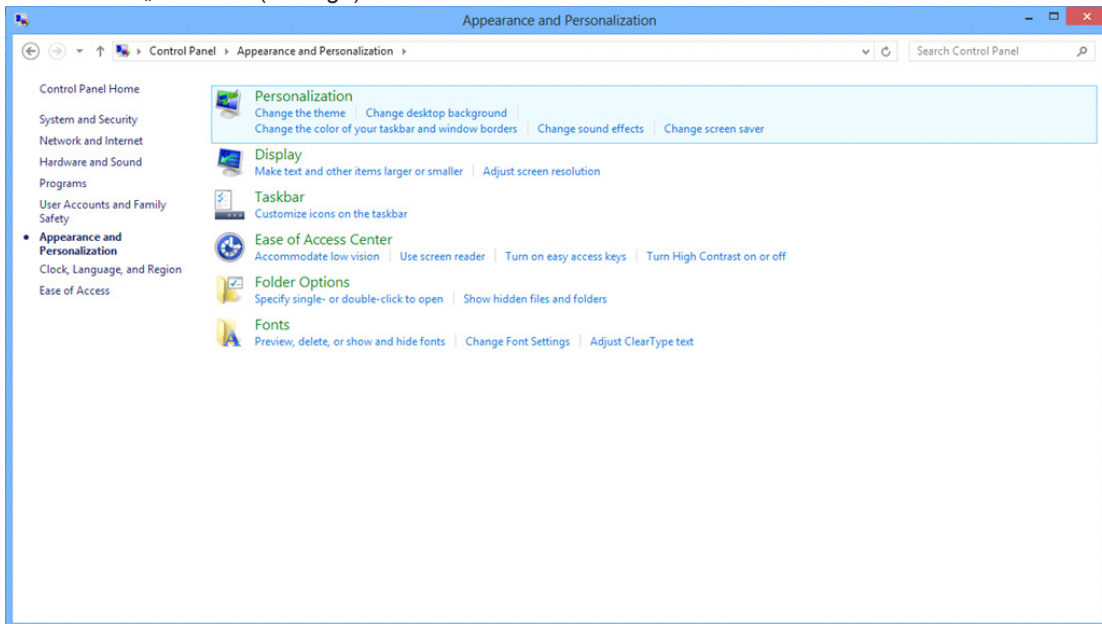 Appearance and Personalization
Control Panel Appearance and Personalization
Search Control Panel
Control Panel Home
System and Security
Network and Internet
Hardware and Sound
Programs
User Accounts and Family
Safety
Appearance and
Personalization
Clock, Language, and Region
Ease of Access
Personalization
Change the theme Change desktop background
Change the color of your taskbar and window borders Change sound effects Change screen saver
Display
Make text and other items larger or smaller Adjust screen resolution
Taskbar
Customize icons on the taskbar
Ease of Access Center
Accommodate low vision Use screen reader Turn on easy access keys Turn High Contrast on or off
Folder Options
Specify single- or double-click to open Show hidden files and folders
Fonts
Preview, delete, or show and hide fonts Change Font Settings Adjust ClearType text